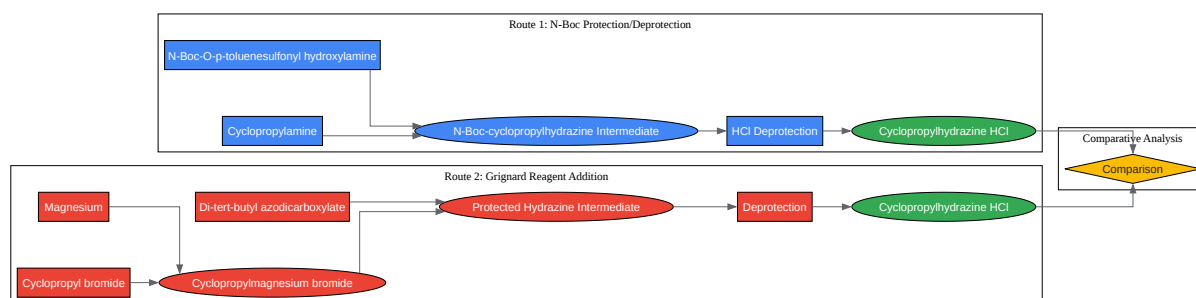 Route 1: N-Boc Protection/Deprotection
N-Boc-O-p-toluenesulfonyl hydroxylamine
Cyclopropylamine
N-Boc-cyclopropylhydrazine Intermediate
HCl Deprotection
Cyclopropylhydrazine HCl
Comparative Analysis
Comparison
Route 2: Grignard Reagent Addition
Magnesium
Di-tert-butyl azodicarboxylate
Protected Hydrazine Intermediate
Deprotection
Cyclopropylhydrazine HCl
Cyclopropyl bromide
Cyclopropylmagnesium bromide